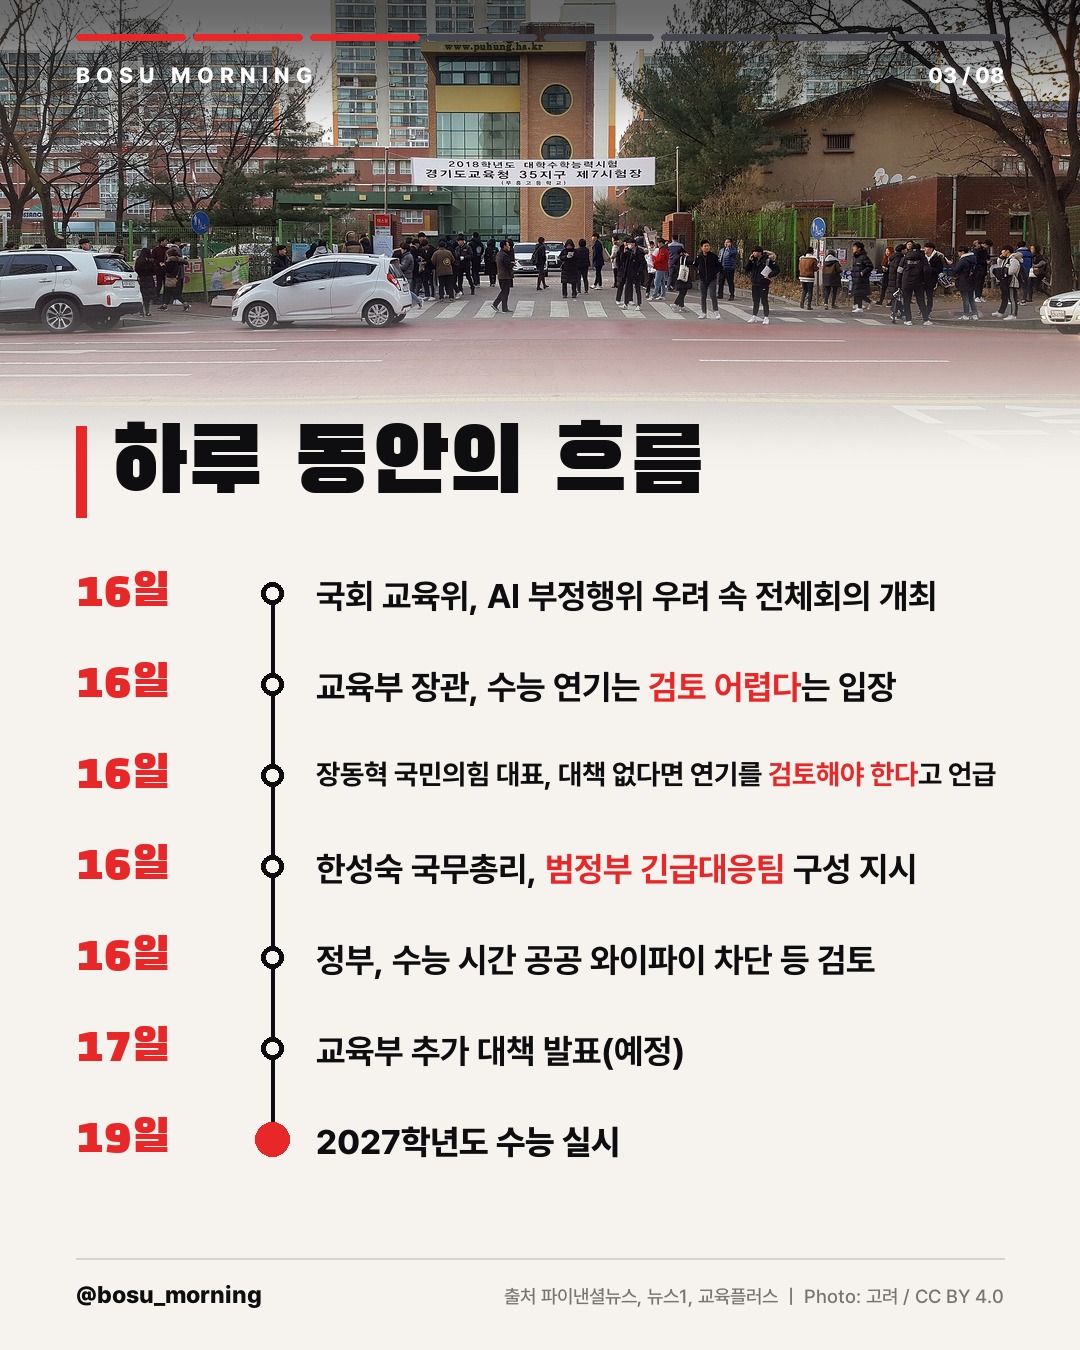 www.puhung.ha.kr
BOSU MORNING
03 / 08
2018학년도 대학수학능력시험
경기도교육청 35지구 제7시험장
(부흥고등학교)
하루 동안의 흐름
16일 국회 교육위, AI 부정행위 우려 속 전체회의 개최
16일 교육부 장관, 수능 연기는 검토 어렵다는 입장
16일 장동혁 국민의힘 대표, 대책 없다면 연기를 검토해야 한다고 언급
16일 한성숙 국무총리, 범정부 긴급대응팀 구성 지시
16일 정부, 수능 시간 공공 와이파이 차단 등 검토
17일 교육부 추가 대책 발표(예정)
19일 2027학년도 수능 실시
@bosu_morning
출처 파이낸셜뉴스, 뉴스1, 교육플러스 | Photo: 고려 / CC BY 4.0